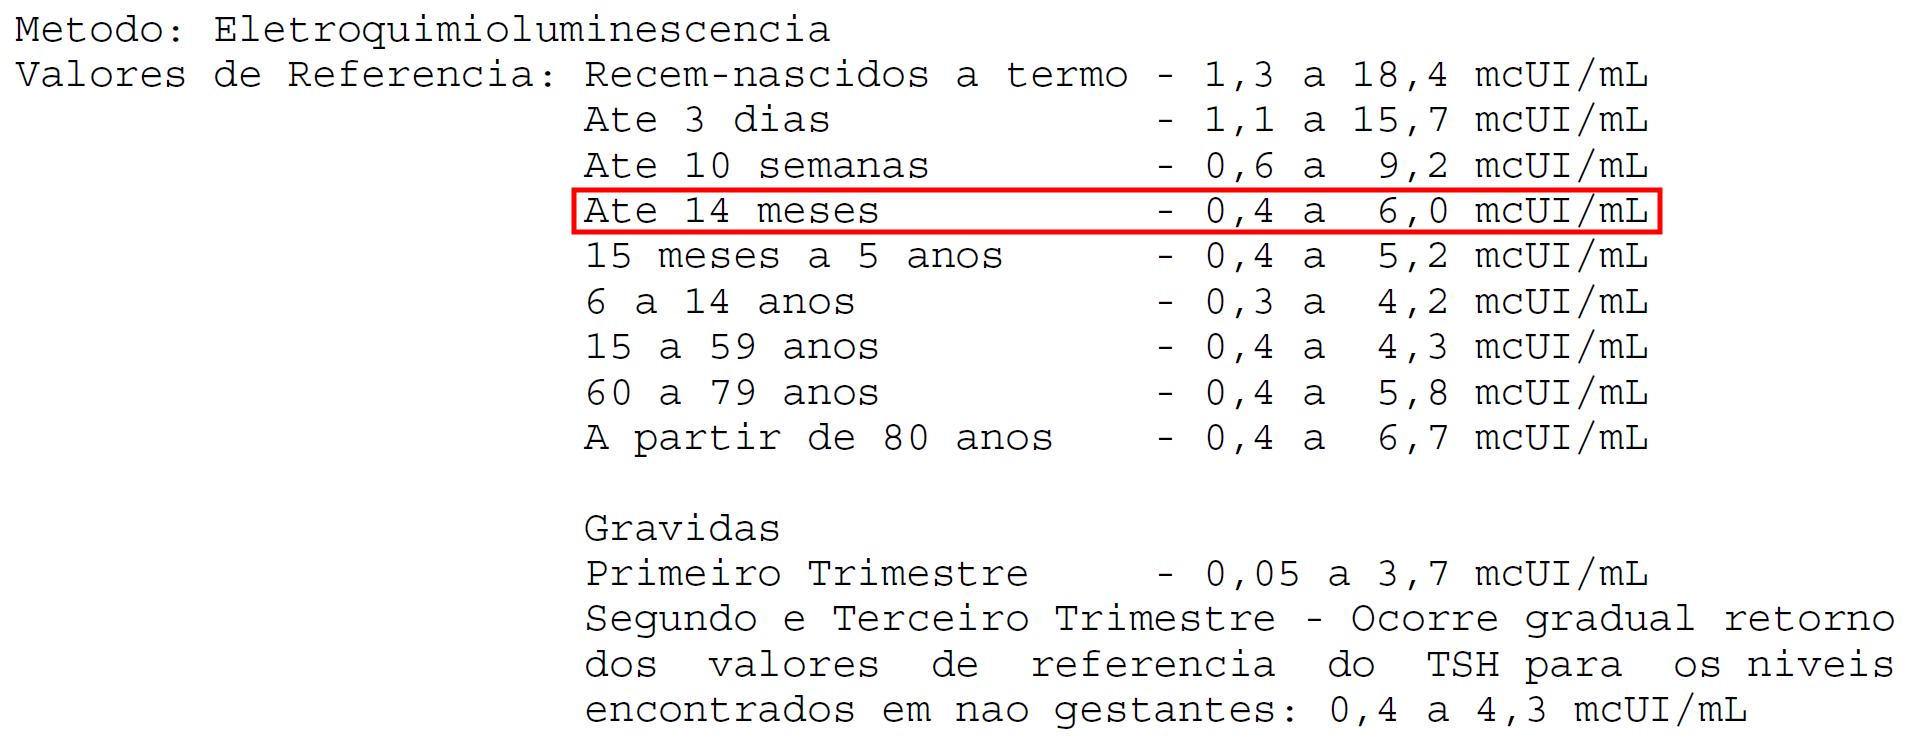 Metodo: Eletroquimioluminescencia
Valores de Referencia: Recem-nascidos a termo - 1,3 a 18,4 mcUI/mL
Ate 3 dias - 1,1 a 15,7 mcUI/mL
Ate 10 semanas - 0,6 a 9,2 mcUI/mL
Ate 14 meses - 0,4 a 6,0 mcUI/mL
15 meses a 5 anos - 0,4 a 5,2 mcUI/mL
6 a 14 anos - 0,3 a 4,2 mcUI/mL
15 a 59 anos - 0,4 a 4,3 mcUI/mL
60 a 79 anos - 0,4 a 5,8 mcUI/mL
A partir de 80 anos - 0,4 a 6,7 mcUI/mL
Gravidas
Primeiro Trimestre - 0,05 a 3,7 mcUI/mL
Segundo e Terceiro Trimestre - Ocorre gradual retorno
dos valores de referencia do TSH para os niveis
encontrados em nao gestantes: 0,4 a 4,3 mcUI/mL